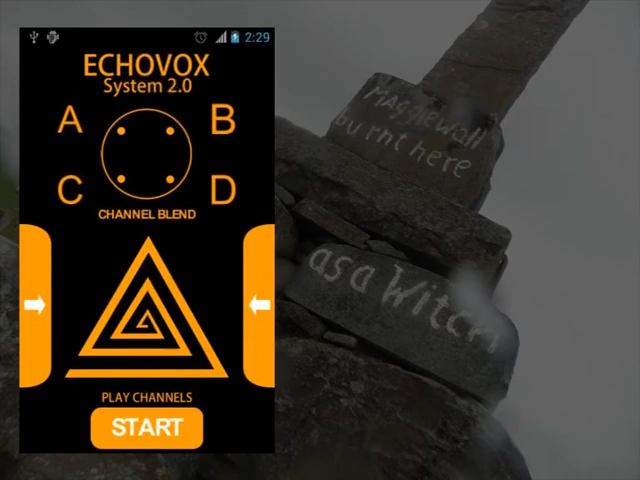 2:29
ECHOVOX
System 2.0
A B
C D
CHANNEL BLEND
PLAY CHANNELS
START
Maggie Wall
burnt here
as a Witch